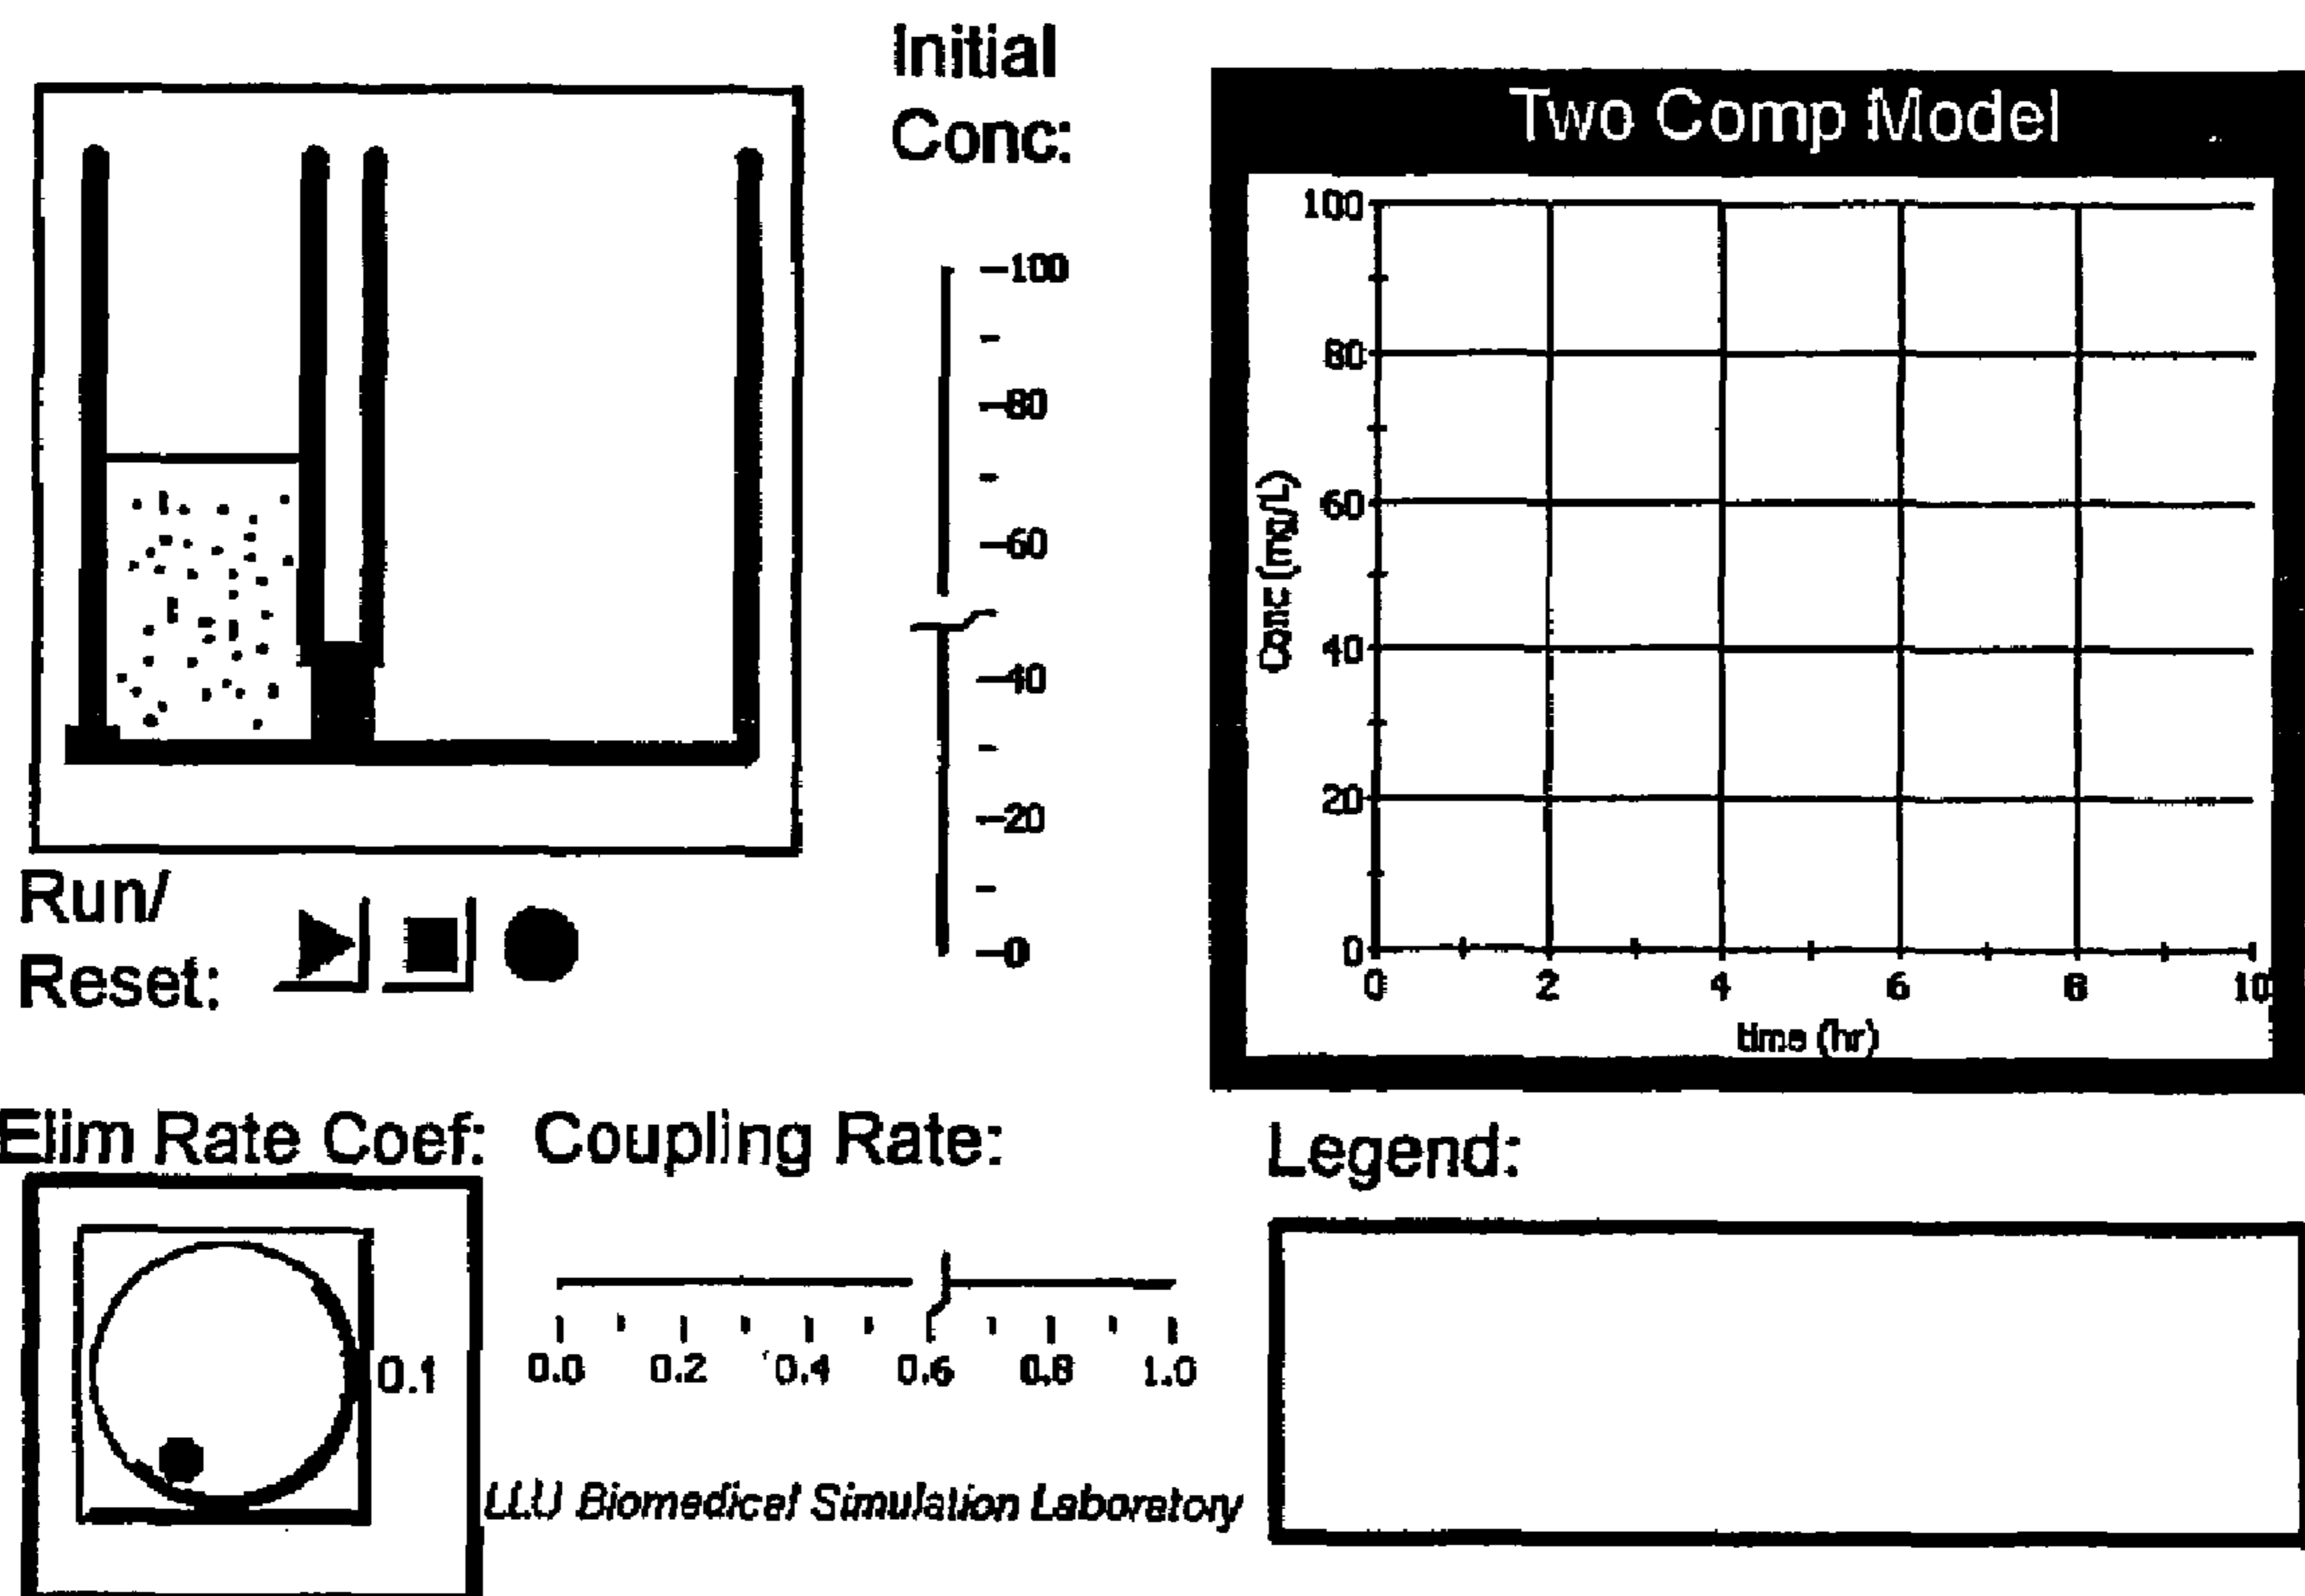 Initial
Conc:
100
80
60
40
20
0
Two Comp Model
100
80
60
40
20
0
Conc (mg/L)
0 2 4 6 8 10
time (hr)
Run/
Reset:
Elim Rate Coef:
0.1
Coupling Rate:
0.0 0.2 0.4 0.6 0.8 1.0
LLU Biomedical Simulation Laboratory
Legend: